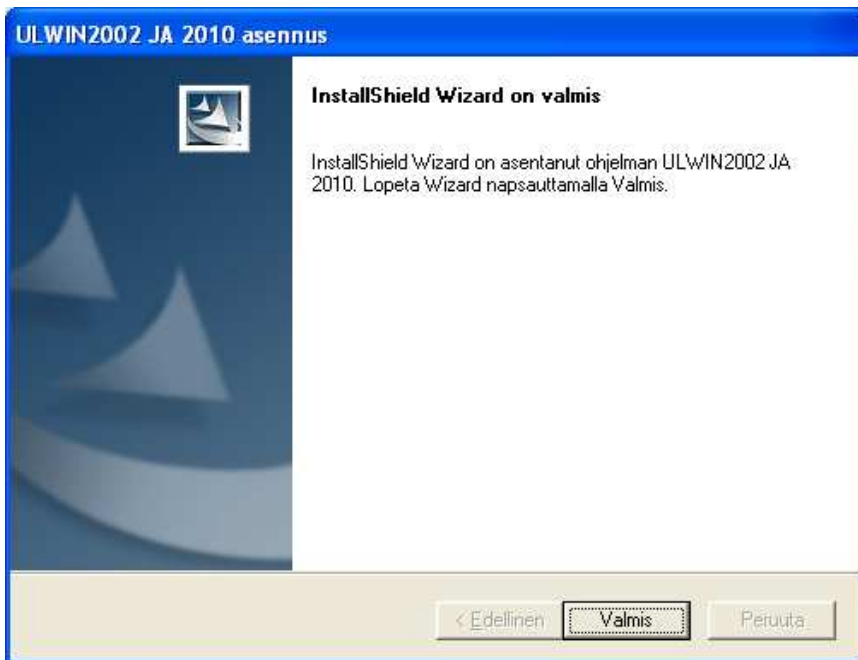 ULWIN2002 JA 2010 asennus
InstallShield Wizard on valmis
InstallShield Wizard on asentanut ohjelman ULWIN2002 JA
2010. Lopeta Wizard napsauttamalla Valmis.
< Edellinen Valmis Peruuta